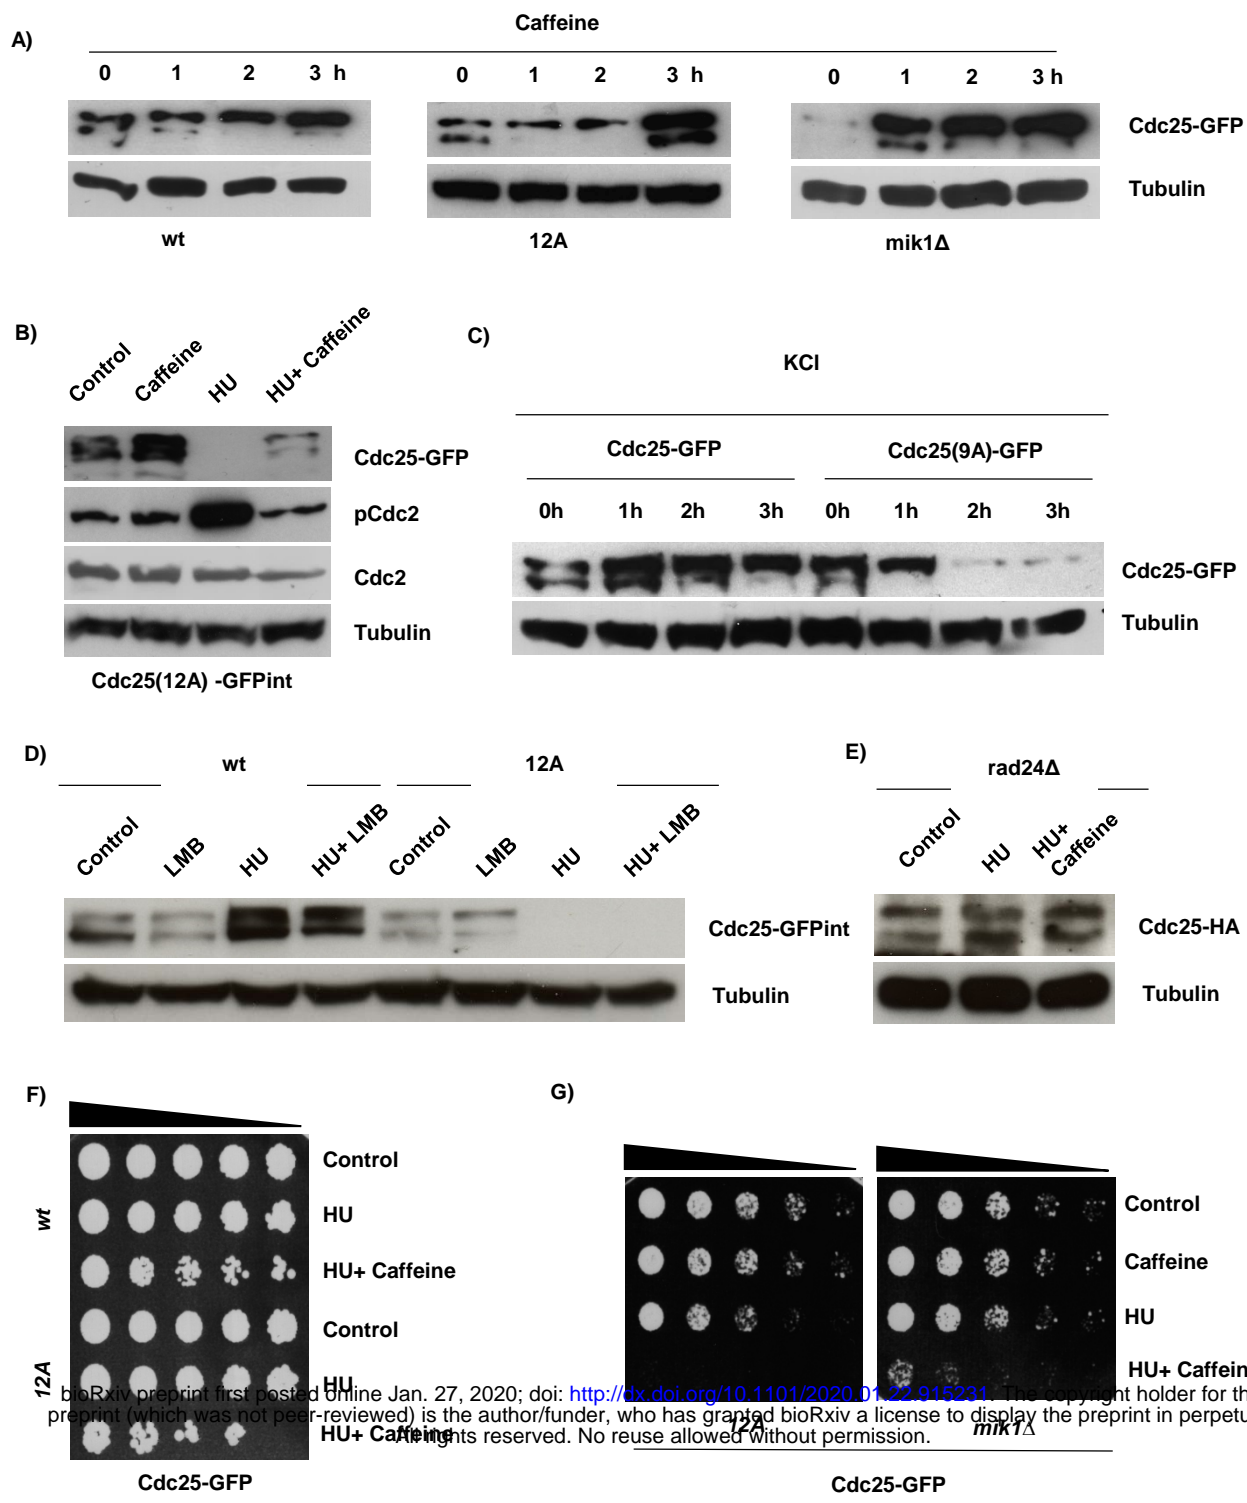 Caffeine
A)
0 1 2 3 h 0 1 2 3 h 0 1 2 3 h
Cdc25-GFP
Tubulin
wt 12A mik1Δ
B)
Control Caffeine HU HU+ Caffeine
Cdc25-GFP
pCdc2
Cdc2
Tubulin
Cdc25(12A) -GFPint
C)
KCl
Cdc25-GFP Cdc25(9A)-GFP
0h 1h 2h 3h 0h 1h 2h 3h
Cdc25-GFP
Tubulin
D)
wt 12A
Control LMB HU HU+ LMB Control LMB HU HU+ LMB
Cdc25-GFPint
Tubulin
E)
rad24Δ
Control HU HU+
Caffeine
Cdc25-HA
Tubulin
F)
wt
Control
HU
HU+ Caffeine
12A
Control
HU
HU+ Caffeine
Cdc25-GFP
G)
Control
Caffeine
HU
HU+ Caffein
12A mik1Δ
Cdc25-GFP
bioRxiv preprint first posted online Jan. 27, 2020; doi: http://dx.doi.org/10.1101/2020.01.22.915231. The copyright holder for th
preprint (which was not peer-reviewed) is the author/funder, who has granted bioRxiv a license to display the preprint in perpetu
All rights reserved. No reuse allowed without permission.